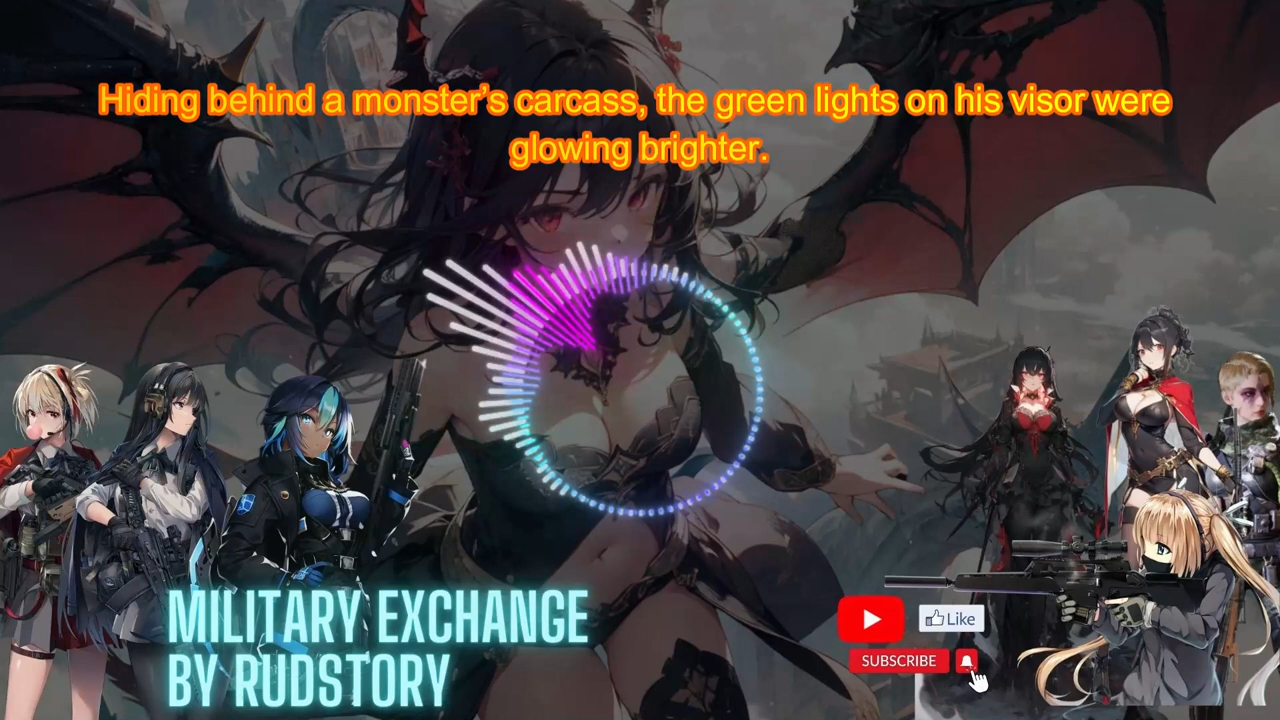 Hiding behind a monster’s carcass, the green lights on his visor were
glowing brighter.
MILITARY EXCHANGE
BY RUDSTORY
Like
SUBSCRIBE